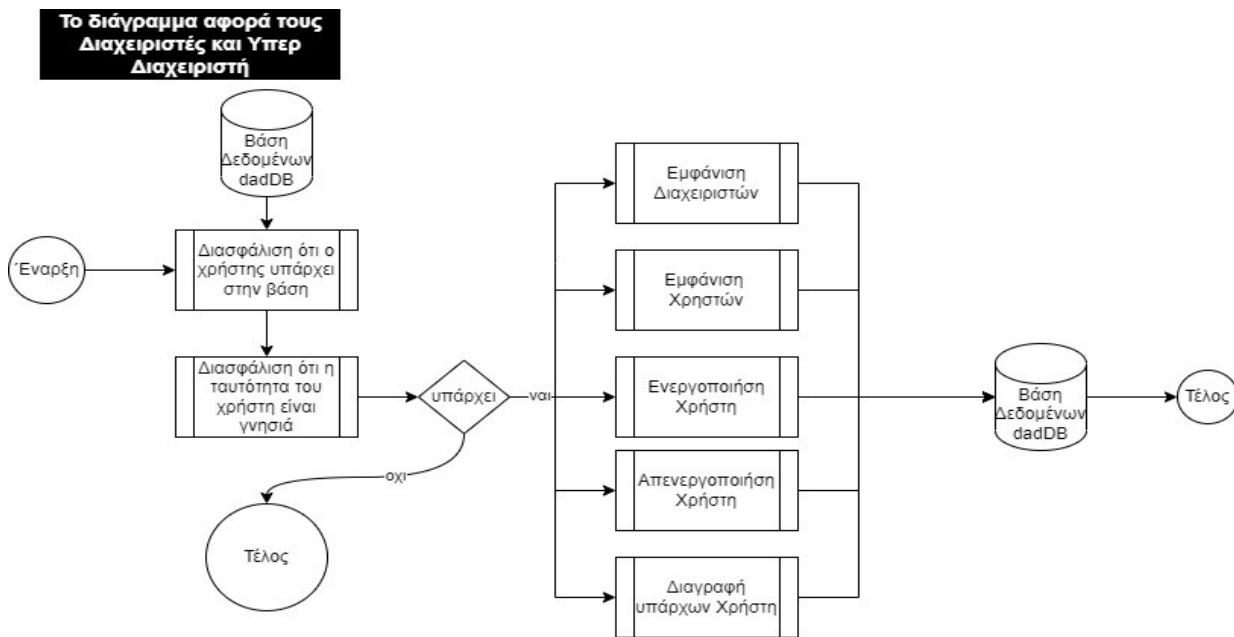 Το διάγραμμα αφορά τους
Διαχειριστές και Υπερ
Διαχειριστή
Βάση
Δεδομένων
dadDB
Έναρξη
Διασφάλιση ότι ο
χρήστης υπάρχει
στην βάση
Διασφάλιση ότι η
ταυτότητα του
χρήστη είναι
γνησιά
υπάρχει
ναι
οχι
Τέλος
Εμφάνιση
Διαχειριστών
Εμφάνιση
Χρηστών
Ενεργοποιήση
Χρήστη
Απενεργοποιήση
Χρήστη
Διαγραφή
υπάρχων Χρήστη
Βάση
Δεδομένων
dadDB
Τέλος